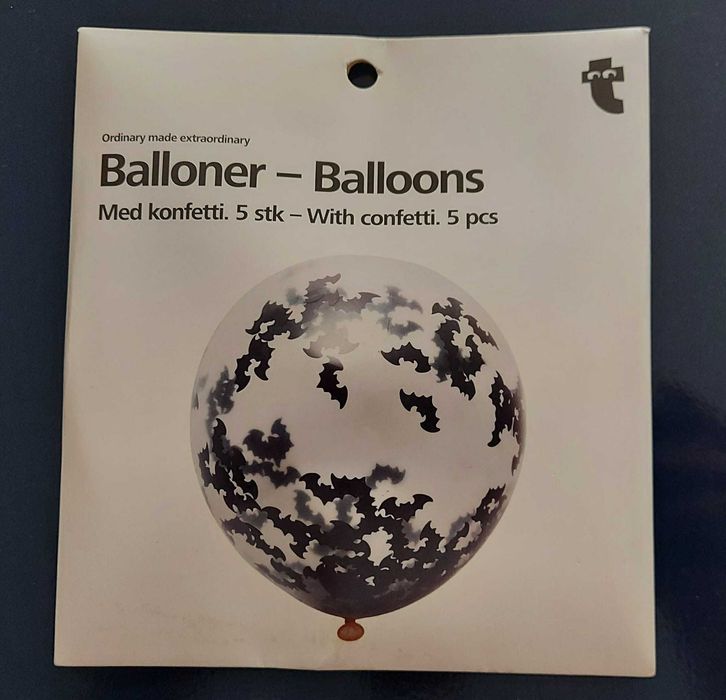 Ordinary made extraordinary
Balloner – Balloons
Med konfetti. 5 stk – With confetti. 5 pcs